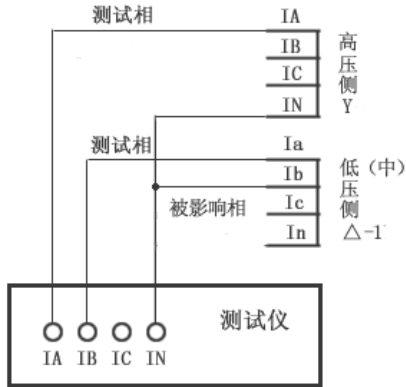 测试相 IA
IB
IC
IN
高压侧
Y
测试相 Ia
Ib
被影响相 Ic
In
低（中）
压
侧
△-1
测试仪
IA IB IC IN